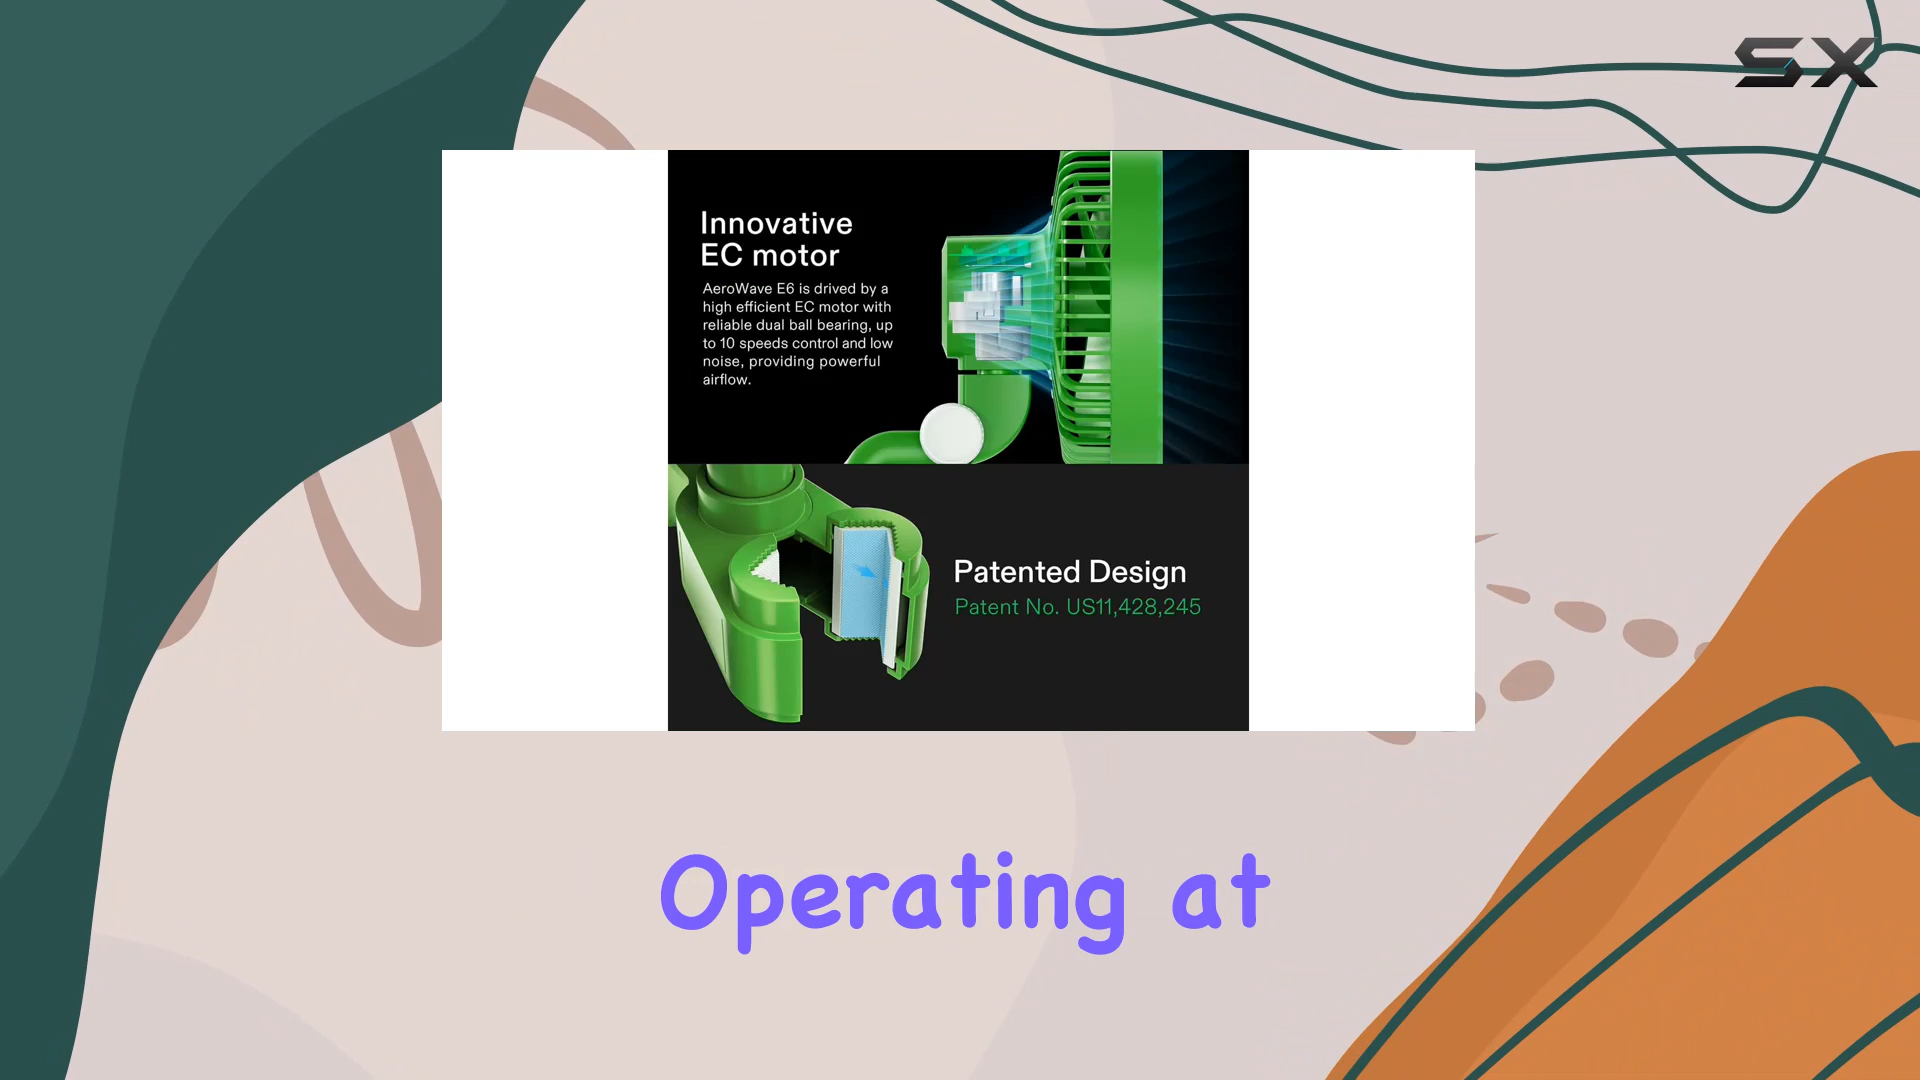 SX
Innovative
EC motor
AeroWave E6 is drived by a
high efficient EC motor with
reliable dual ball bearing, up
to 10 speeds control and low
noise, providing powerful
airflow.
Patented Design
Patent No. US11,428,245
Operating at